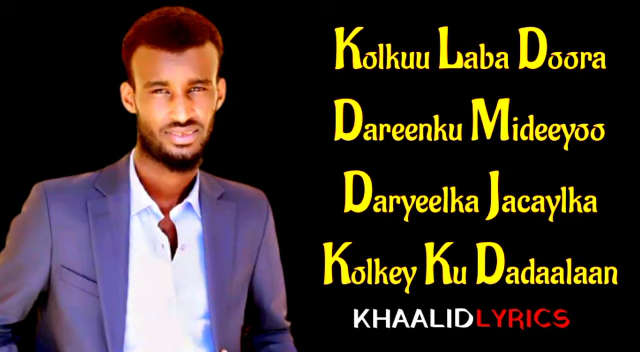 Kolkuu Laba Doora
Dareenku Mideeyoo
Daryeelka Jacaylka
Kolkey Ku Dadaalaan
KHAALIDLYRICS